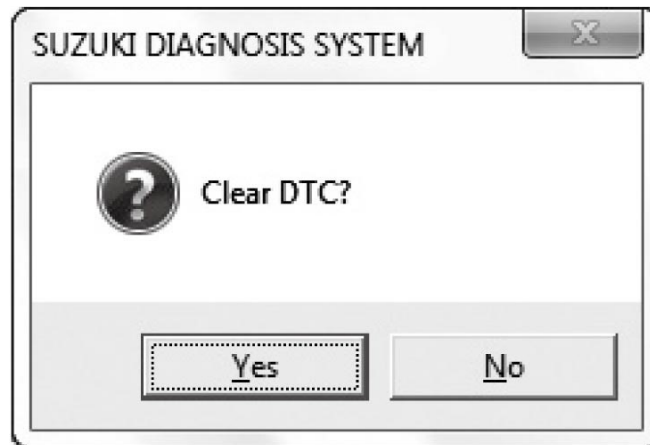 SUZUKI DIAGNOSIS SYSTEM
X
?
Clear DTC?
Yes
No